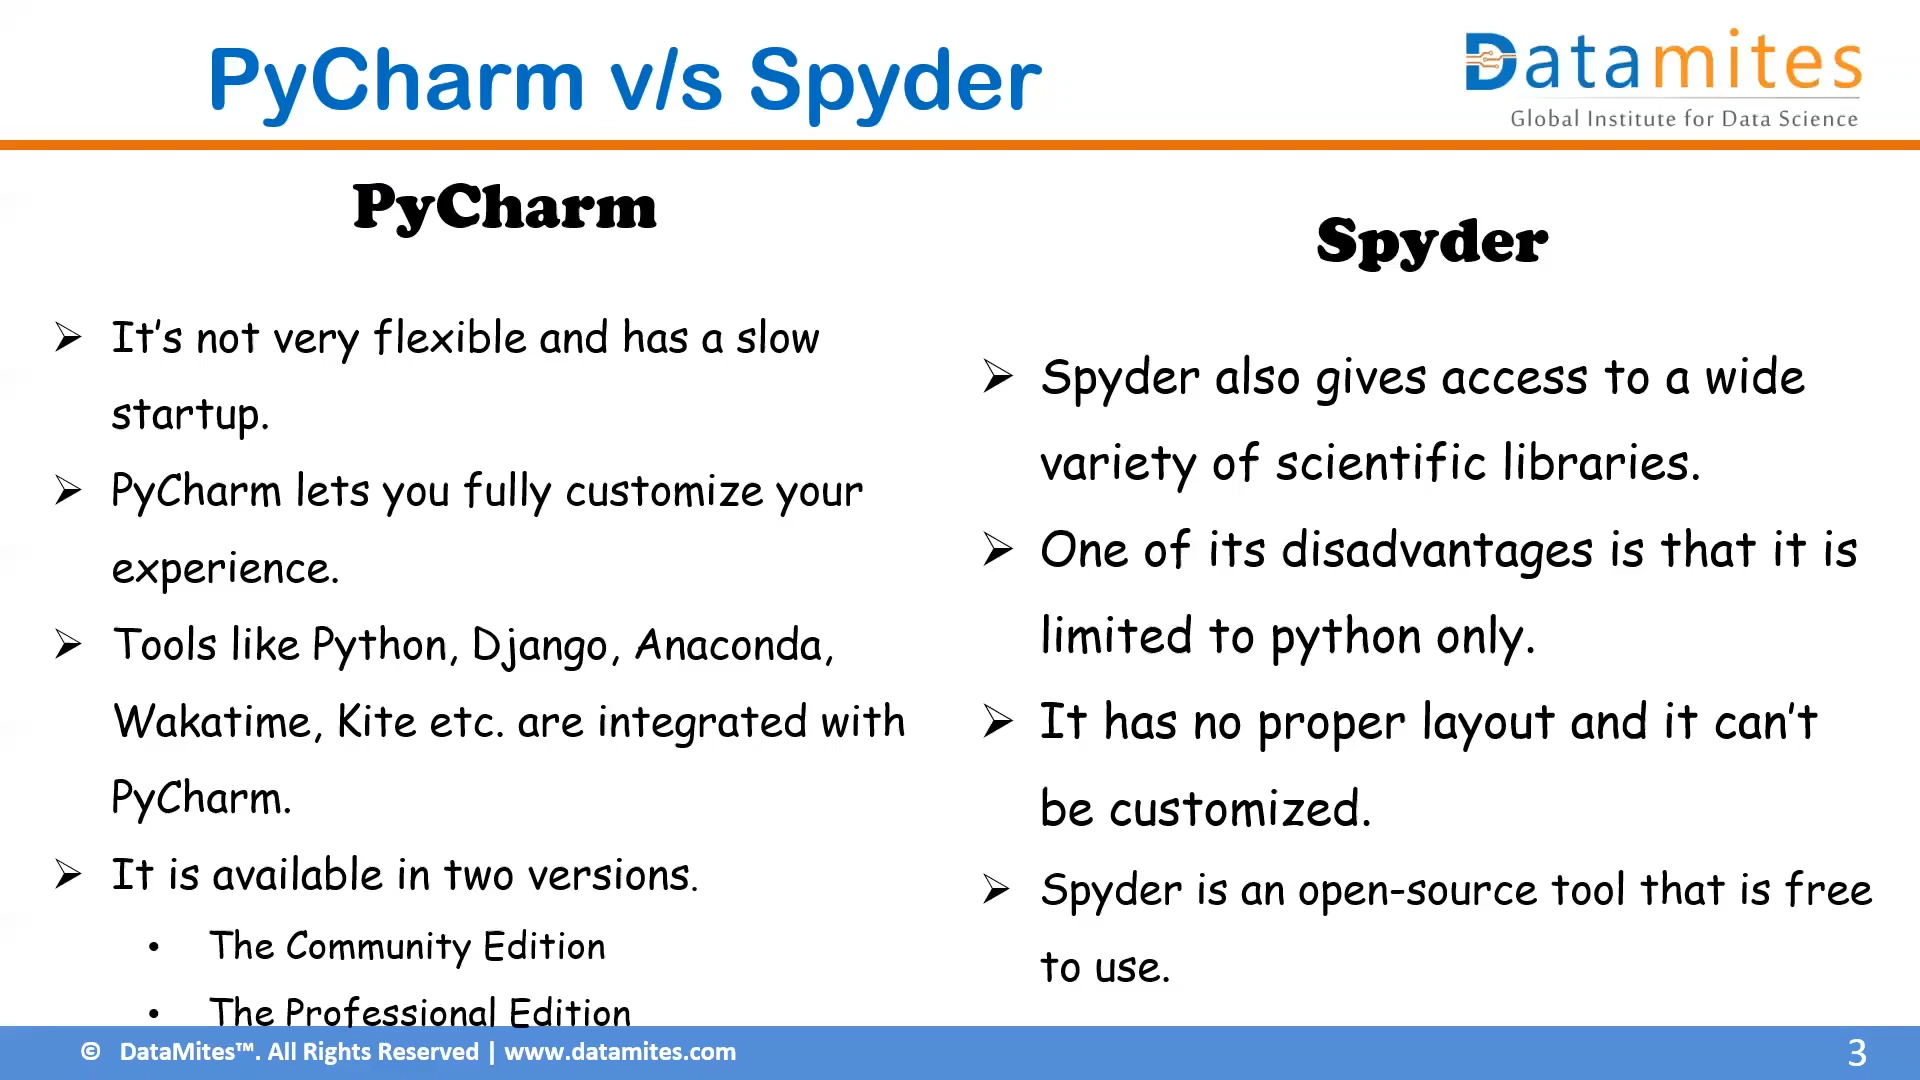 PyCharm v/s Spyder
Datamites
Global Institute for Data Science
PyCharm
➢ It’s not very flexible and has a slow
startup.
➢ PyCharm lets you fully customize your
experience.
➢ Tools like Python, Django, Anaconda,
Wakatime, Kite etc. are integrated with
PyCharm.
➢ It is available in two versions.
• The Community Edition
• The Professional Edition
Spyder
➢ Spyder also gives access to a wide
variety of scientific libraries.
➢ One of its disadvantages is that it is
limited to python only.
➢ It has no proper layout and it can’t
be customized.
➢ Spyder is an open-source tool that is free
to use.
© DataMites™. All Rights Reserved | www.datamites.com
3